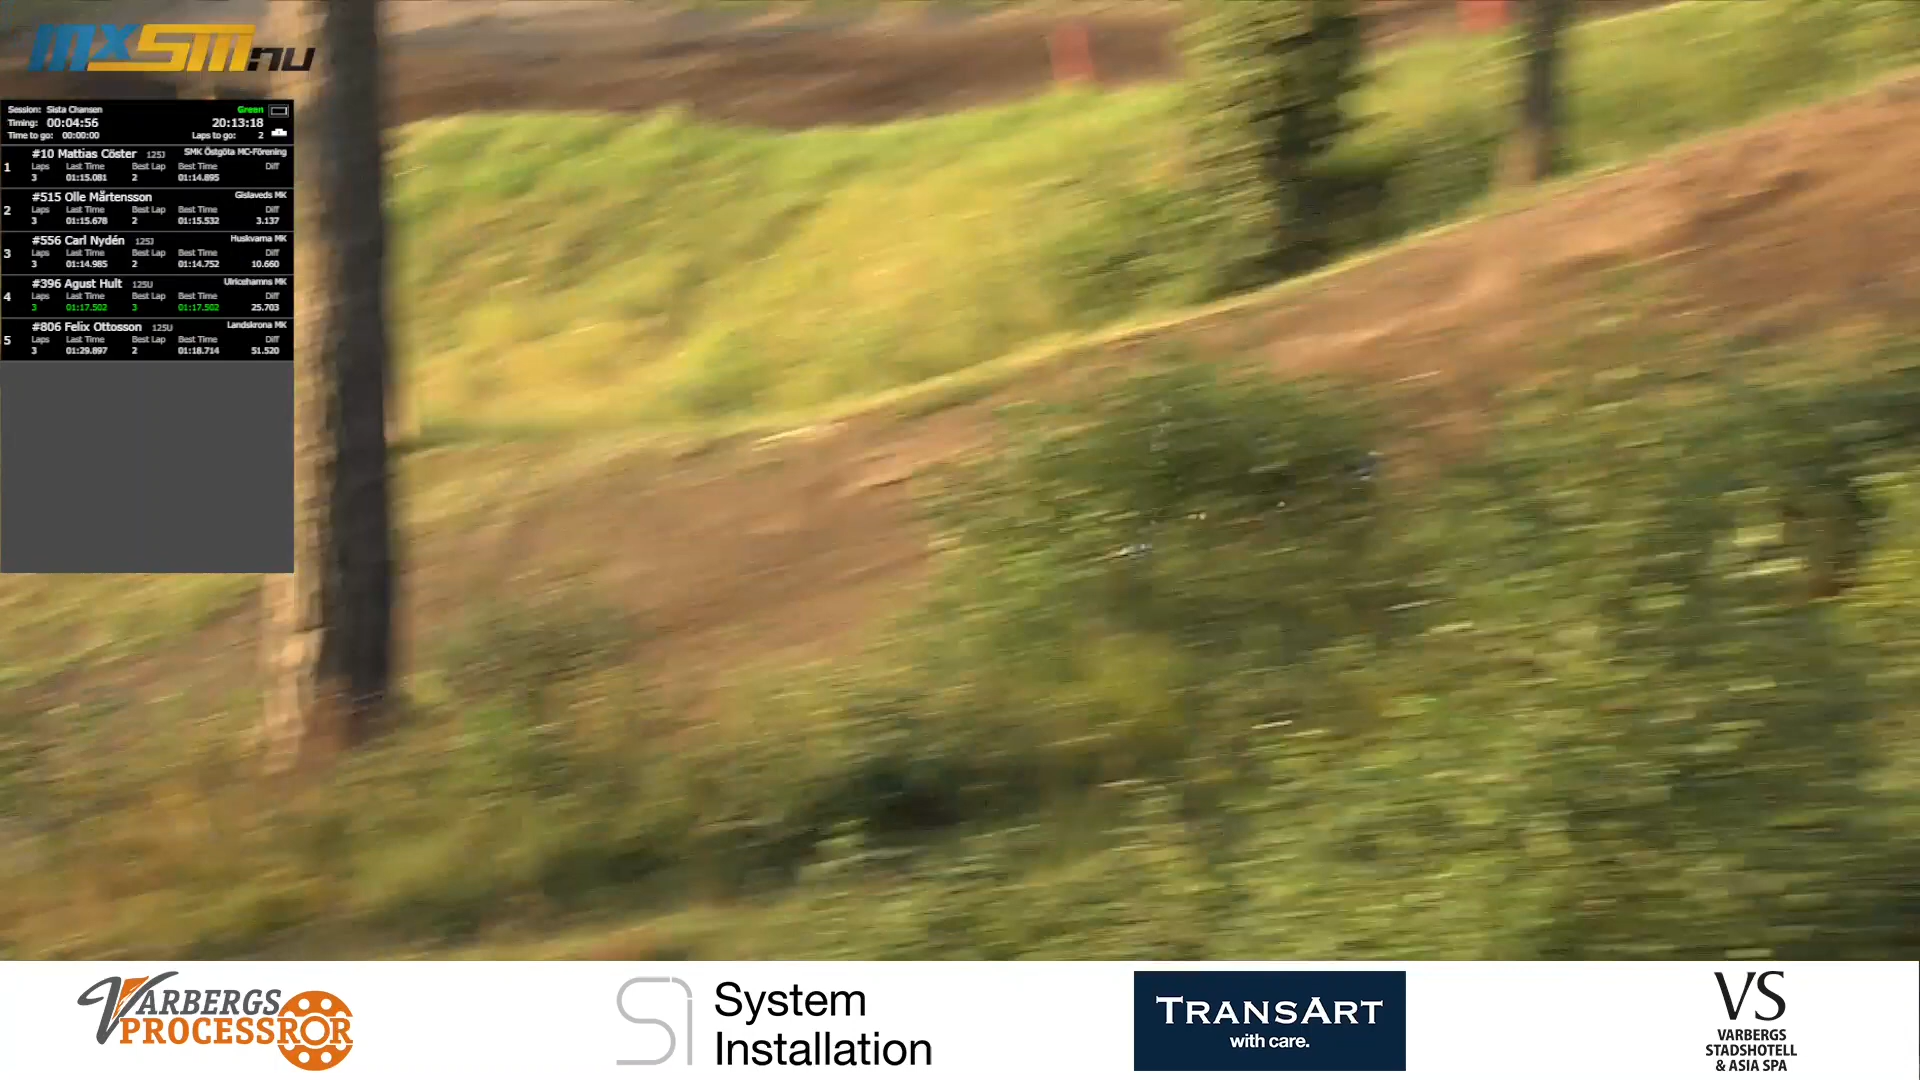 MXSM.nu
Session: Sista Chansen Green
Timing: 00:04:56 20:13:18
Time to go: 00:00:00 Laps to go: 2
1 #10 Mattias Cöster 125J SMK Östgöta MC-Förening
Laps Last Time Best Lap Best Time Diff
3 01:15.081 2 01:14.895
2 #515 Olle Mårtensson Gislaveds MK
Laps Last Time Best Lap Best Time Diff
3 01:15.678 2 01:15.532 3.137
3 #556 Carl Nydén 125J Huskvarna MK
Laps Last Time Best Lap Best Time Diff
3 01:14.985 2 01:14.752 10.660
4 #396 Agust Hult 125U Ulricehamns MK
Laps Last Time Best Lap Best Time Diff
3 01:17.502 3 01:17.502 25.703
5 #806 Felix Ottosson 125U Landskrona MK
Laps Last Time Best Lap Best Time Diff
3 01:29.897 2 01:18.714 51.520
VARBERGS
PROCESSROR
SI System
Installation
TRANSART
with care.
VS
VARBERGS
STADSHOTELL
& ASIA SPA